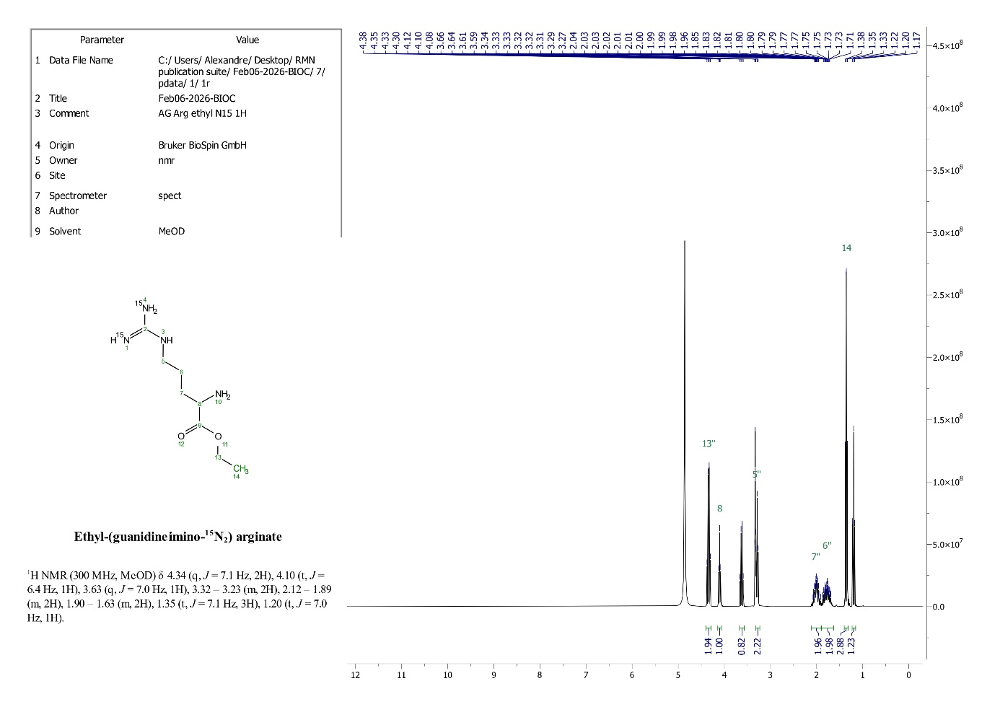 Parameter Value
1 Data File Name C:/ Users/ Alexandre/ Desktop/ RMN
publication suite/ Feb06-2026-BIOC/ 7/
pdata/ 1/ 1r
2 Title Feb06-2026-BIOC
3 Comment AG Arg ethyl N15 1H
4 Origin Bruker BioSpin GmbH
5 Owner nmr
6 Site
7 Spectrometer spect
8 Author
9 Solvent MeOD
4.38 4.35 4.33 4.30 4.12 4.10 4.08 3.66 3.64 3.61 3.59 3.34 3.33 3.33 3.32 3.32 3.31 3.29 3.27 2.04 2.03 2.03 2.02 2.01 2.01 2.00 1.99 1.99 1.98 1.96 1.85 1.83 1.82 1.81 1.80 1.80 1.79 1.79 1.77 1.77 1.75 1.75 1.73 1.73 1.71 1.38 1.35 1.33 1.22 1.20 1.17
4.5×10⁸
4.0×10⁸
3.5×10⁸
3.0×10⁸
2.5×10⁸
2.0×10⁸
1.5×10⁸
1.0×10⁸
5.0×10⁷
0.0
14
13''
5''
8
6''
7''
¹⁵NH₂
4
2
3
H¹⁵N
1
NH
5
6
7
NH₂
10
8
9
O
12
O
11
13
CH₃
14
Ethyl-(guanidineimino-¹⁵N₂) arginate
¹H NMR (300 MHz, MeOD) δ 4.34 (q, J = 7.1 Hz, 2H), 4.10 (t, J =
6.4 Hz, 1H), 3.63 (q, J = 7.0 Hz, 1H), 3.32 – 3.23 (m, 2H), 2.12 – 1.89
(m, 2H), 1.90 – 1.63 (m, 2H), 1.35 (t, J = 7.1 Hz, 3H), 1.20 (t, J = 7.0
Hz, 1H).
1.94 1.00 0.82 2.22 1.96 1.98 2.88 1.23
12 11 10 9 8 7 6 5 4 3 2 1 0